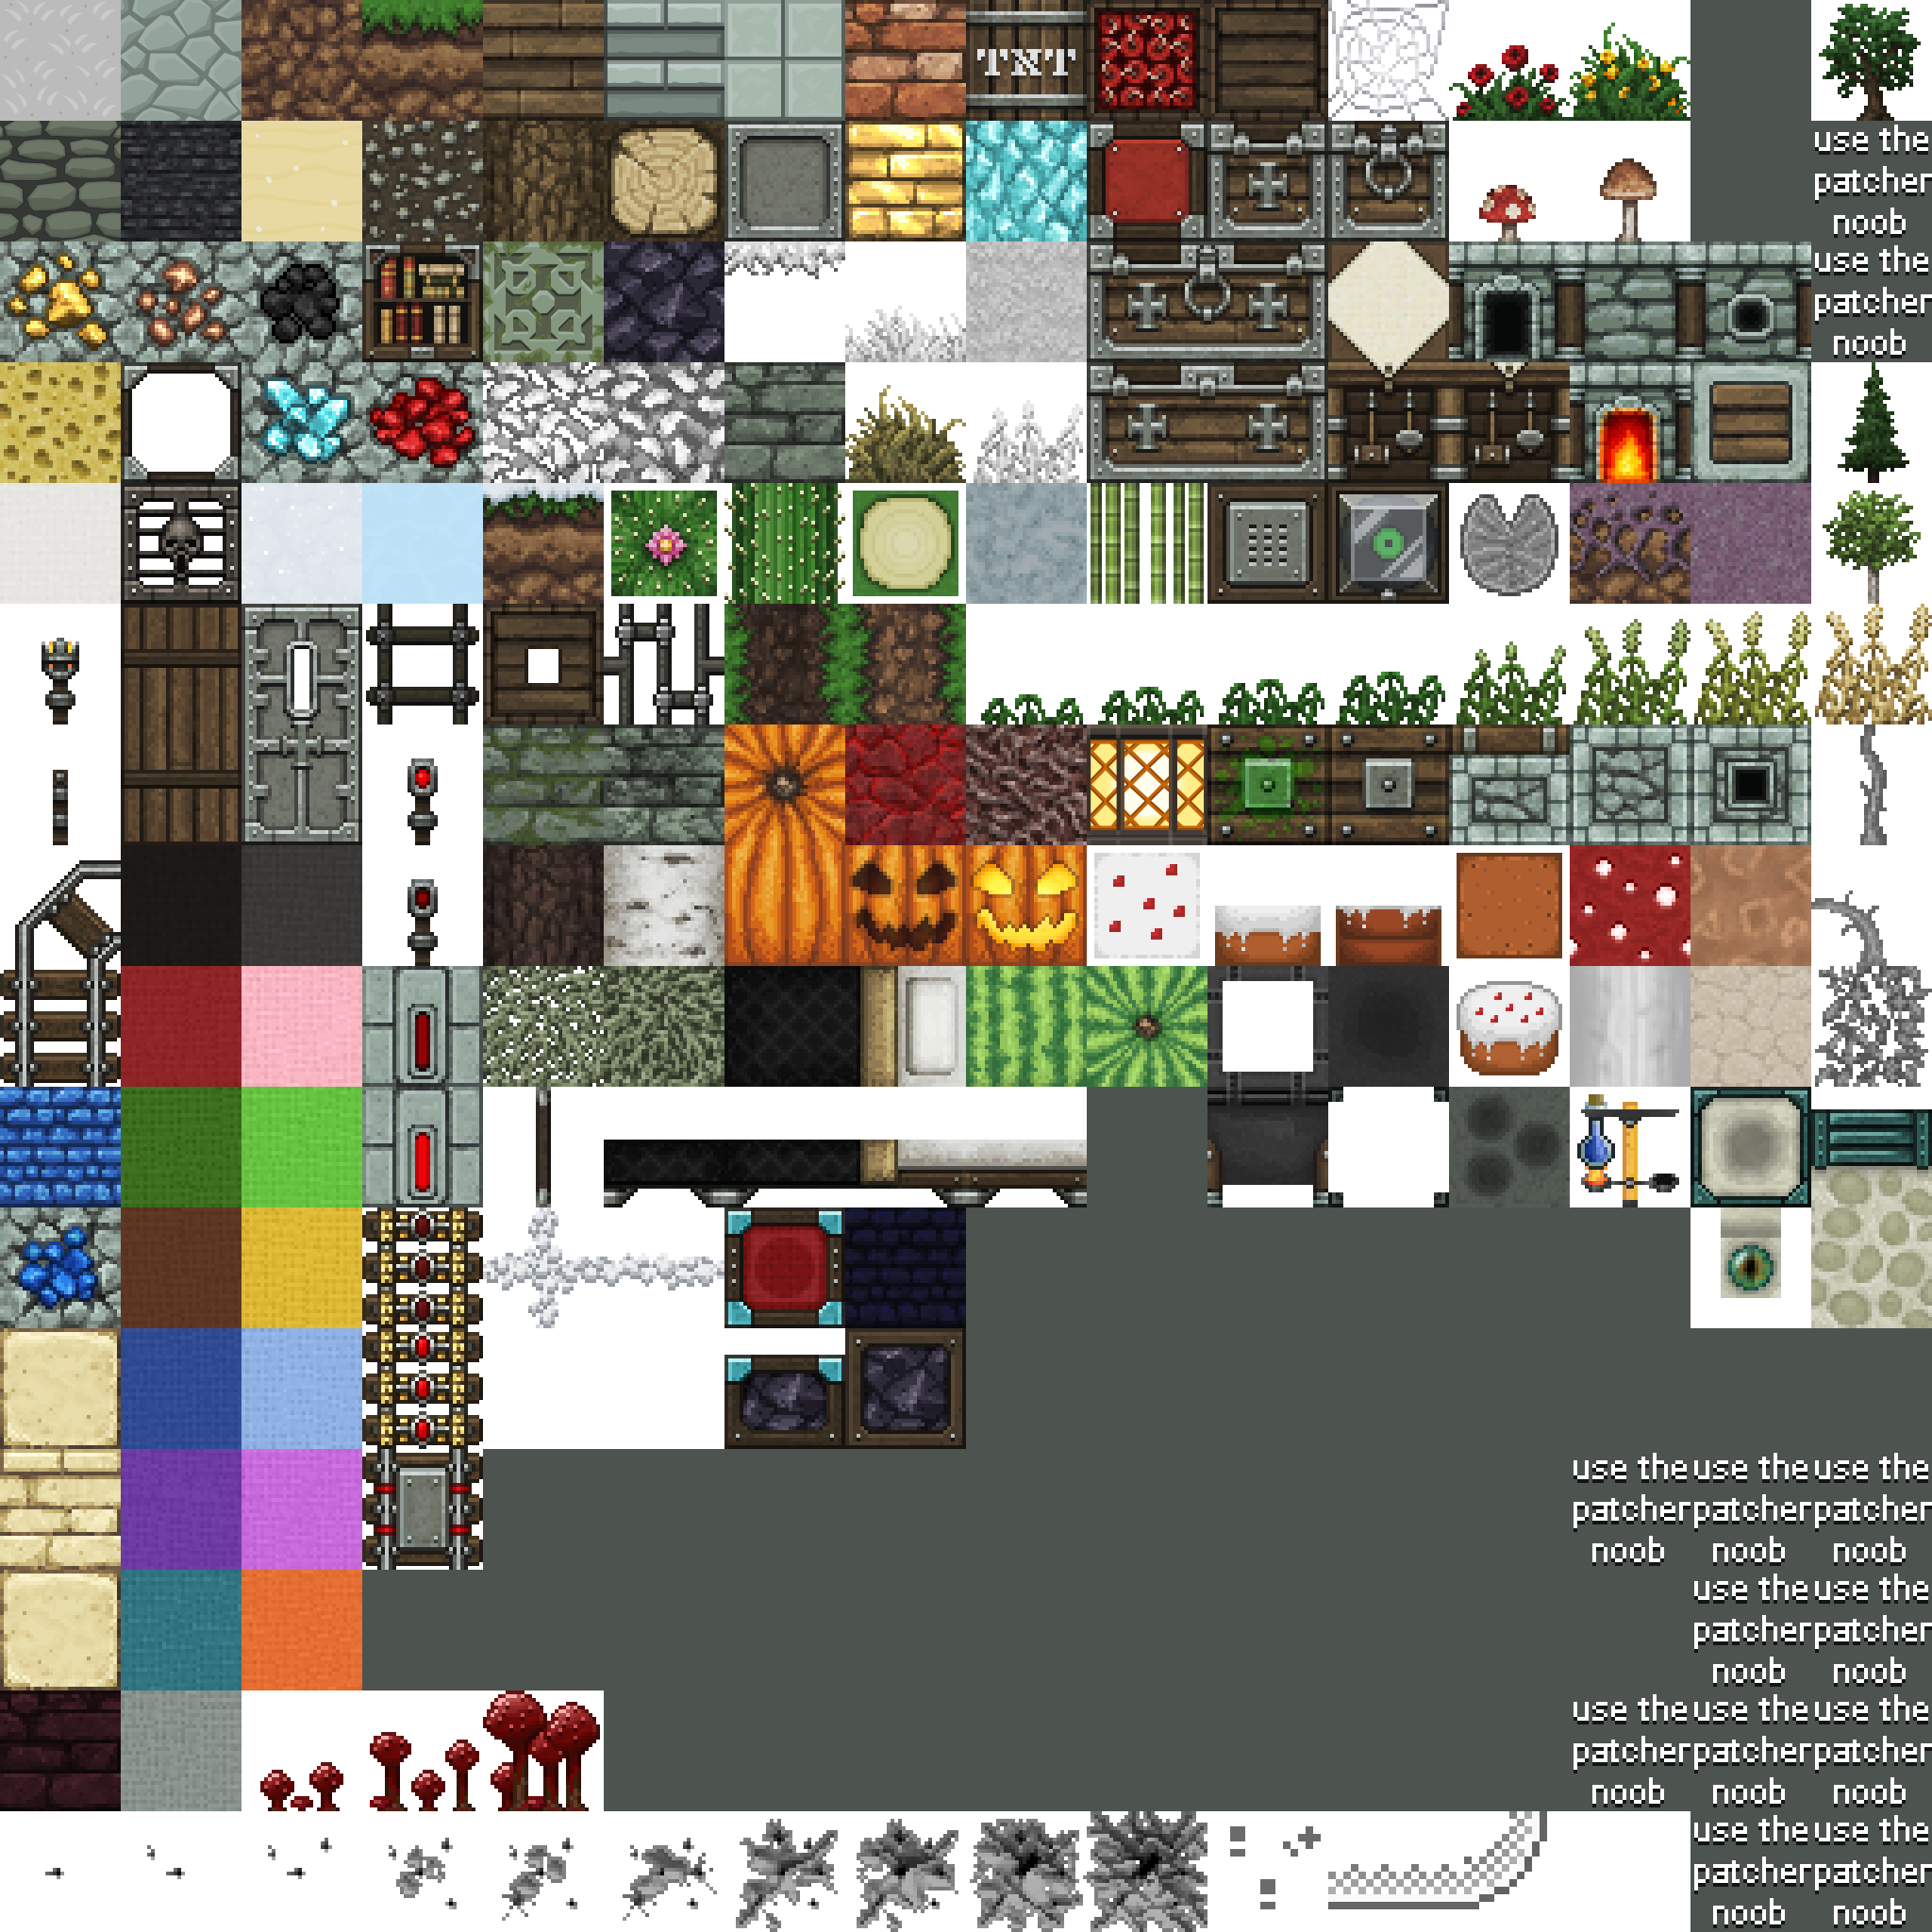 TNT
use the
patcher
noob
use the
patcher
noob
use the
patcher
noob
use the
patcher
noob
use the
patcher
noob
use the
patcher
noob
use the
patcher
noob
use the
patcher
noob
use the
patcher
noob
use the
patcher
noob
use the
patcher
noob
use the
patcher
noob